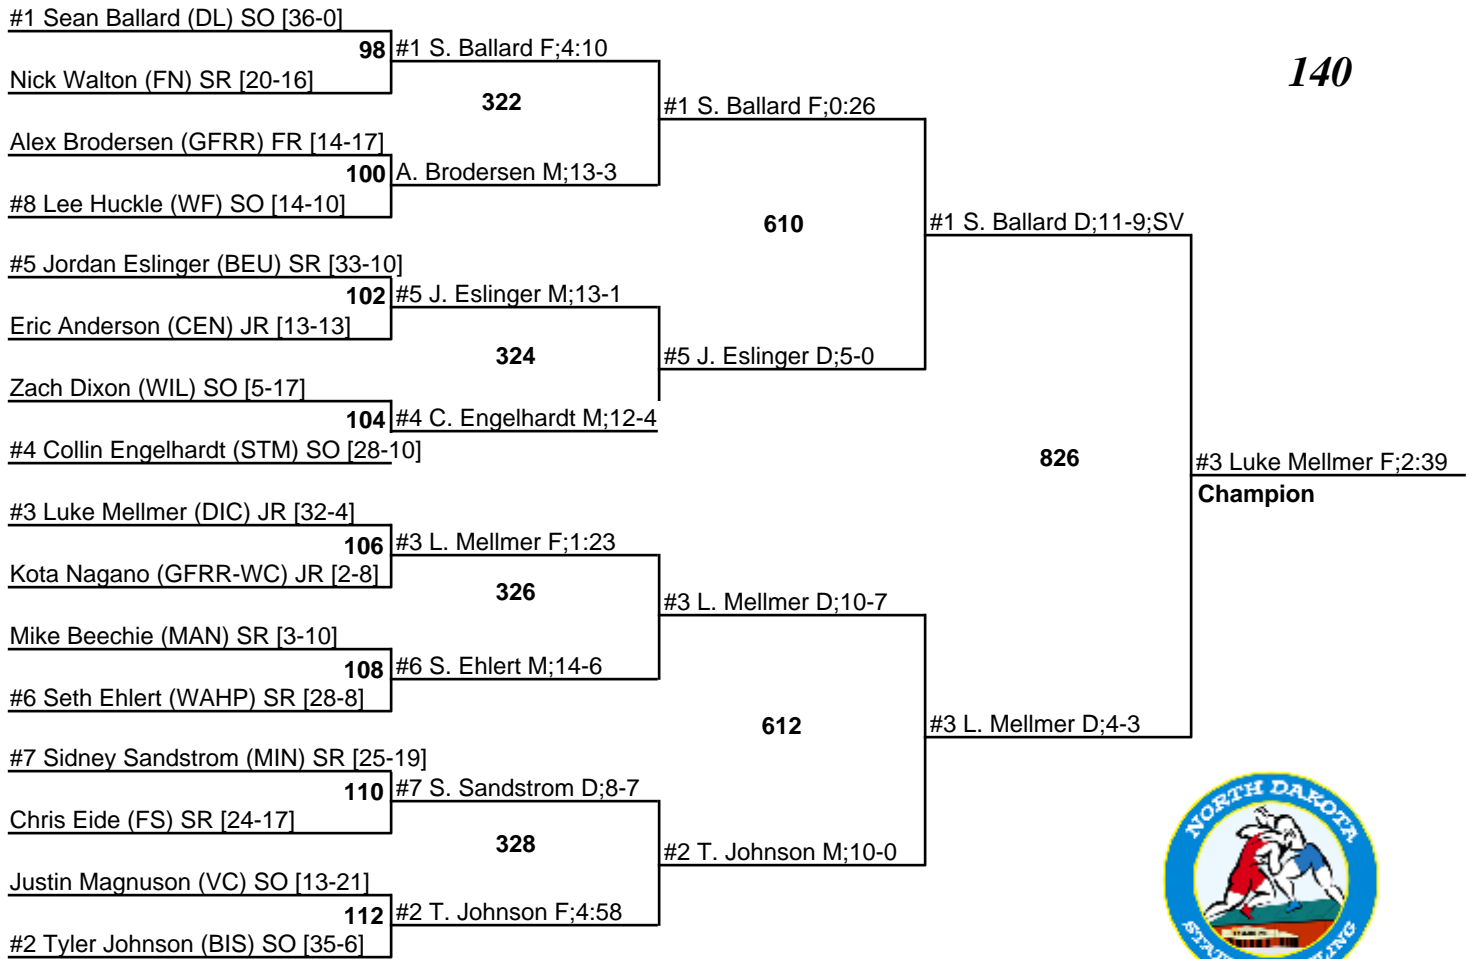 #1 Sean Ballard (DL) SO [36-0]
98
#1 S. Ballard F;4:10
Nick Walton (FN) SR [20-16]
140
322
#1 S. Ballard F;0:26
Alex Brodersen (GFRR) FR [14-17]
100
A. Brodersen M;13-3
#8 Lee Huckle (WF) SO [14-10]
610
#1 S. Ballard D;11-9;SV
#5 Jordan Eslinger (BEU) SR [33-10]
102
#5 J. Eslinger M;13-1
Eric Anderson (CEN) JR [13-13]
324
#5 J. Eslinger D;5-0
Zach Dixon (WIL) SO [5-17]
104
#4 C. Engelhardt M;12-4
#4 Collin Engelhardt (STM) SO [28-10]
826
#3 Luke Mellmer F;2:39
Champion
#3 Luke Mellmer (DIC) JR [32-4]
106
#3 L. Mellmer F;1:23
Kota Nagano (GFRR-WC) JR [2-8]
326
#3 L. Mellmer D;10-7
Mike Beechie (MAN) SR [3-10]
108
#6 S. Ehlert M;14-6
#6 Seth Ehlert (WAHP) SR [28-8]
612
#3 L. Mellmer D;4-3
#7 Sidney Sandstrom (MIN) SR [25-19]
110
#7 S. Sandstrom D;8-7
Chris Eide (FS) SR [24-17]
328
#2 T. Johnson M;10-0
Justin Magnuson (VC) SO [13-21]
112
#2 T. Johnson F;4:58
#2 Tyler Johnson (BIS) SO [35-6]
NORTH DAKOTA